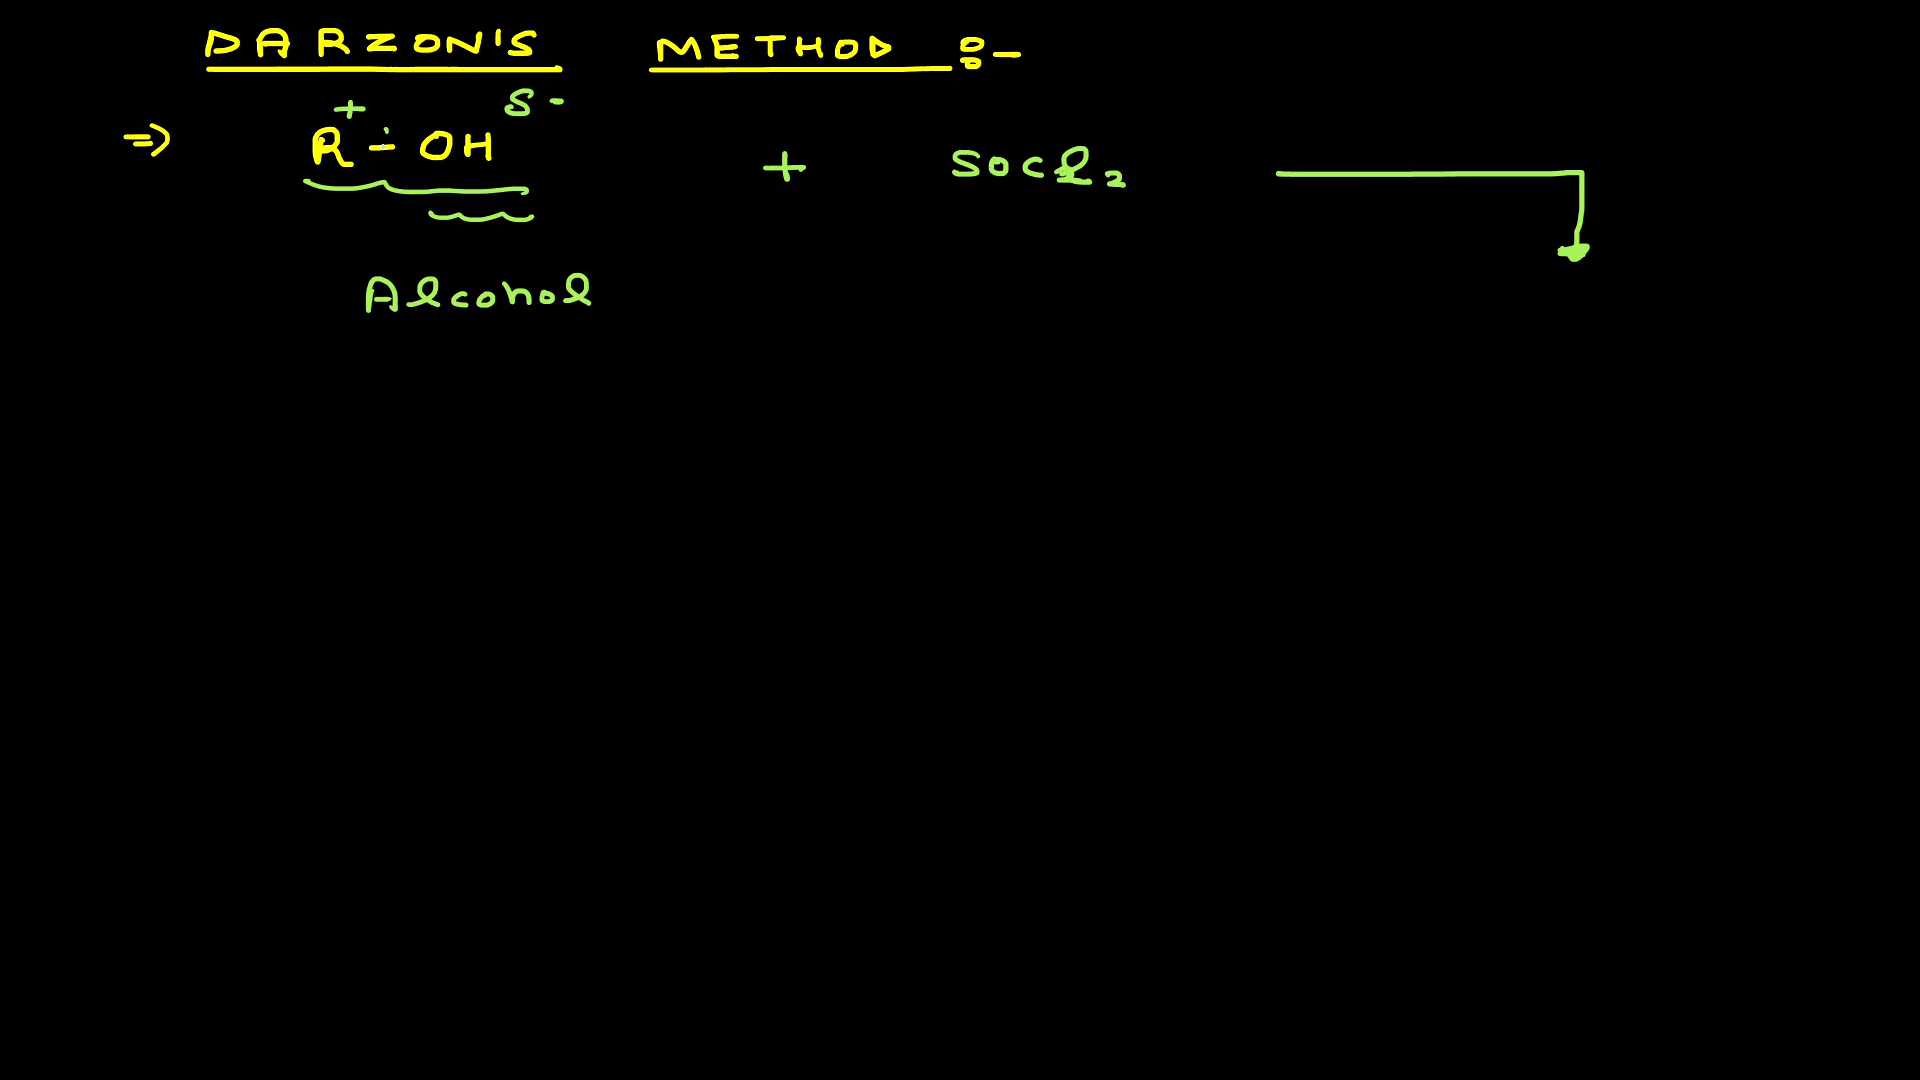 DARZON'S METHOD :-
+ δ-
⇒ R-OH + SOCl₂
Alcohol